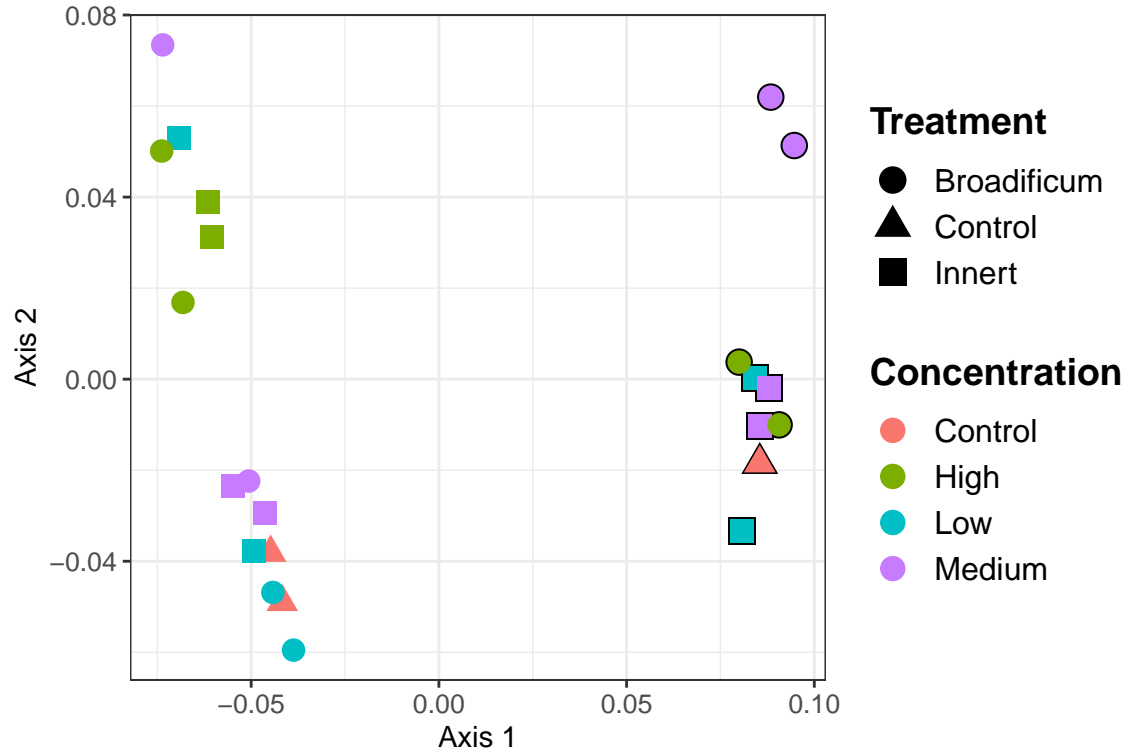 0.08
0.04
0.00
−0.04
−0.05
0.00
0.05
0.10
Axis 1
Axis 2
Treatment
Broadificum
Control
Innert
Concentration
Control
High
Low
Medium